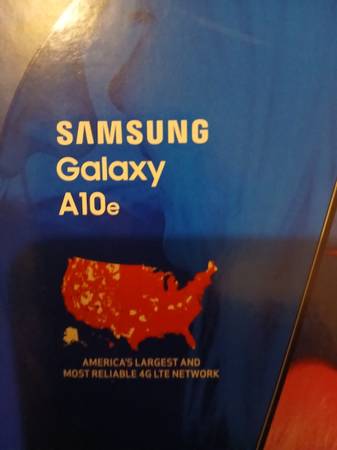 SAMSUNG
Galaxy
A10e
AMERICA'S LARGEST AND
MOST RELIABLE 4G LTE NETWORK